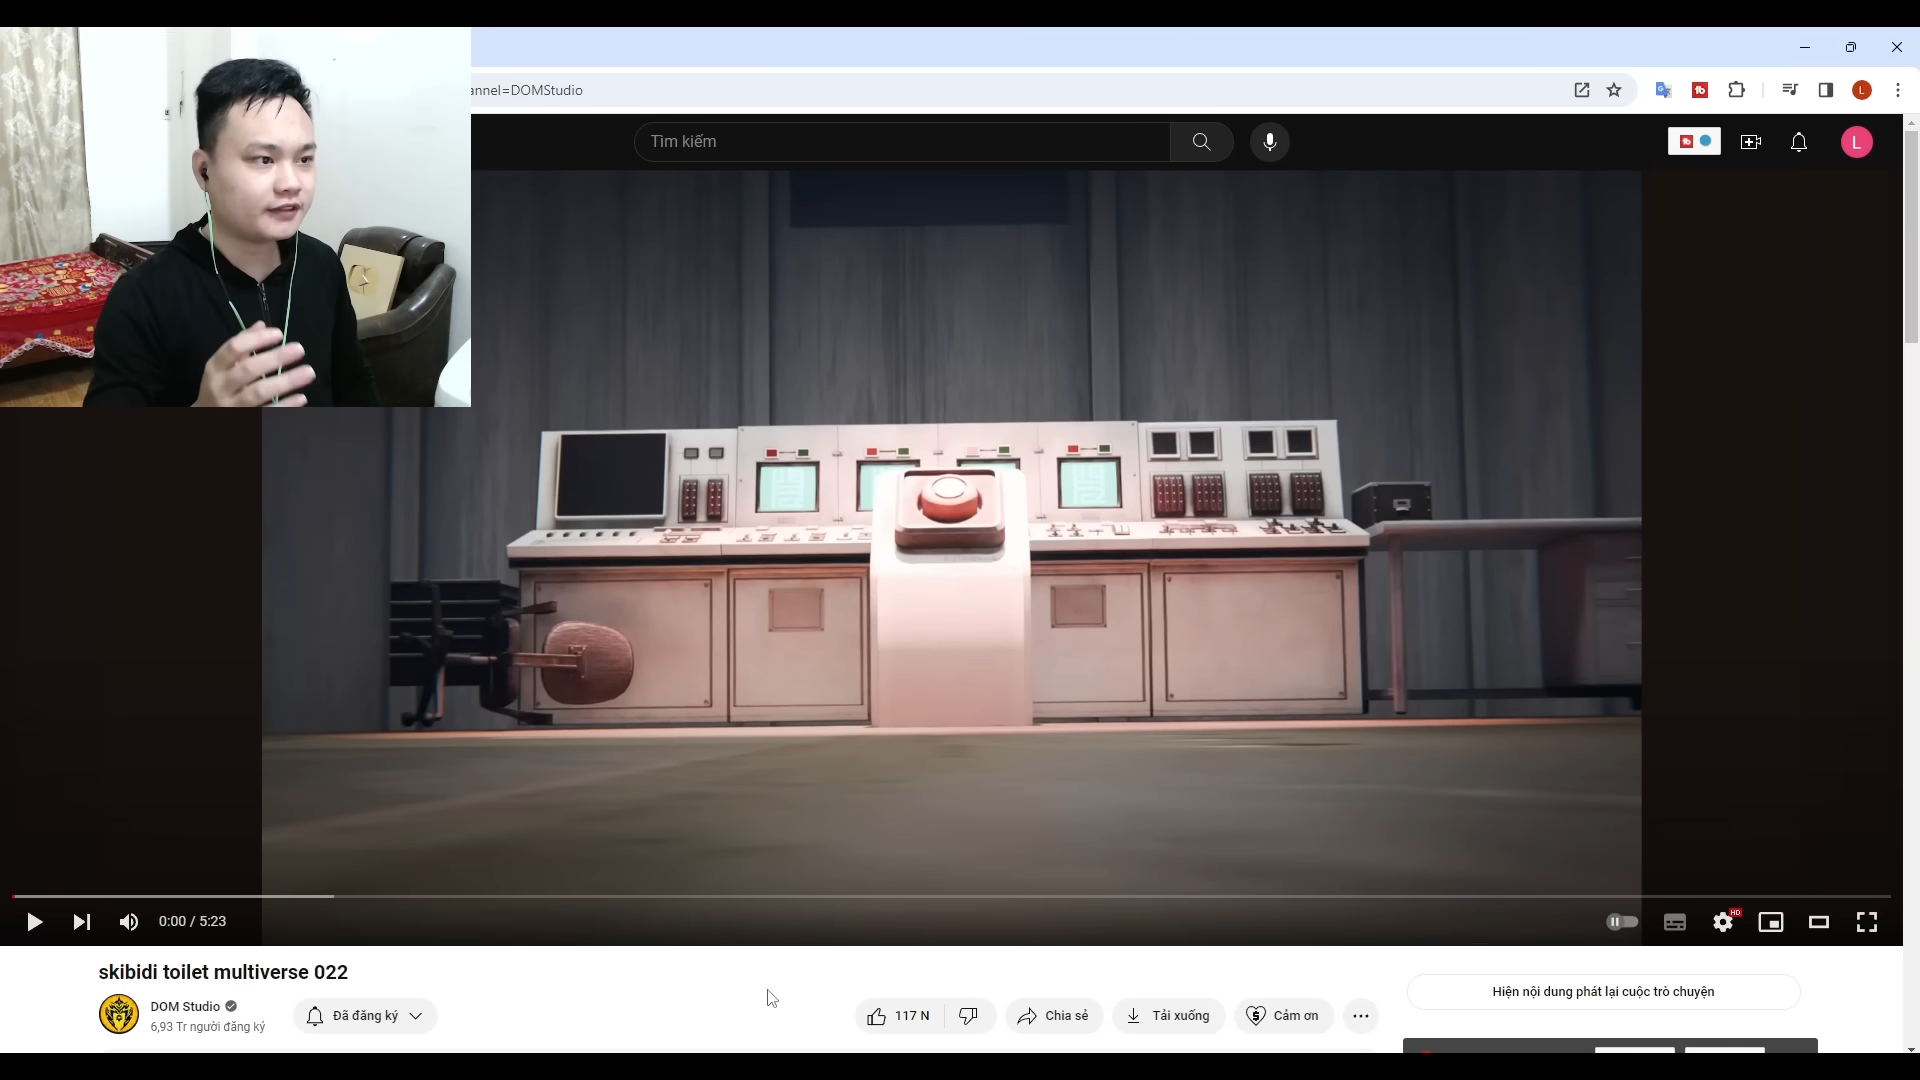 annel=DOMStudio
Tìm kiếm
L
L
0:00 / 5:23
HD
skibidi toilet multiverse 022
DOM Studio
6,93 Tr người đăng ký
Đã đăng ký
117 N
Chia sẻ
Tải xuống
Cảm ơn
Hiện nội dung phát lại cuộc trò chuyện